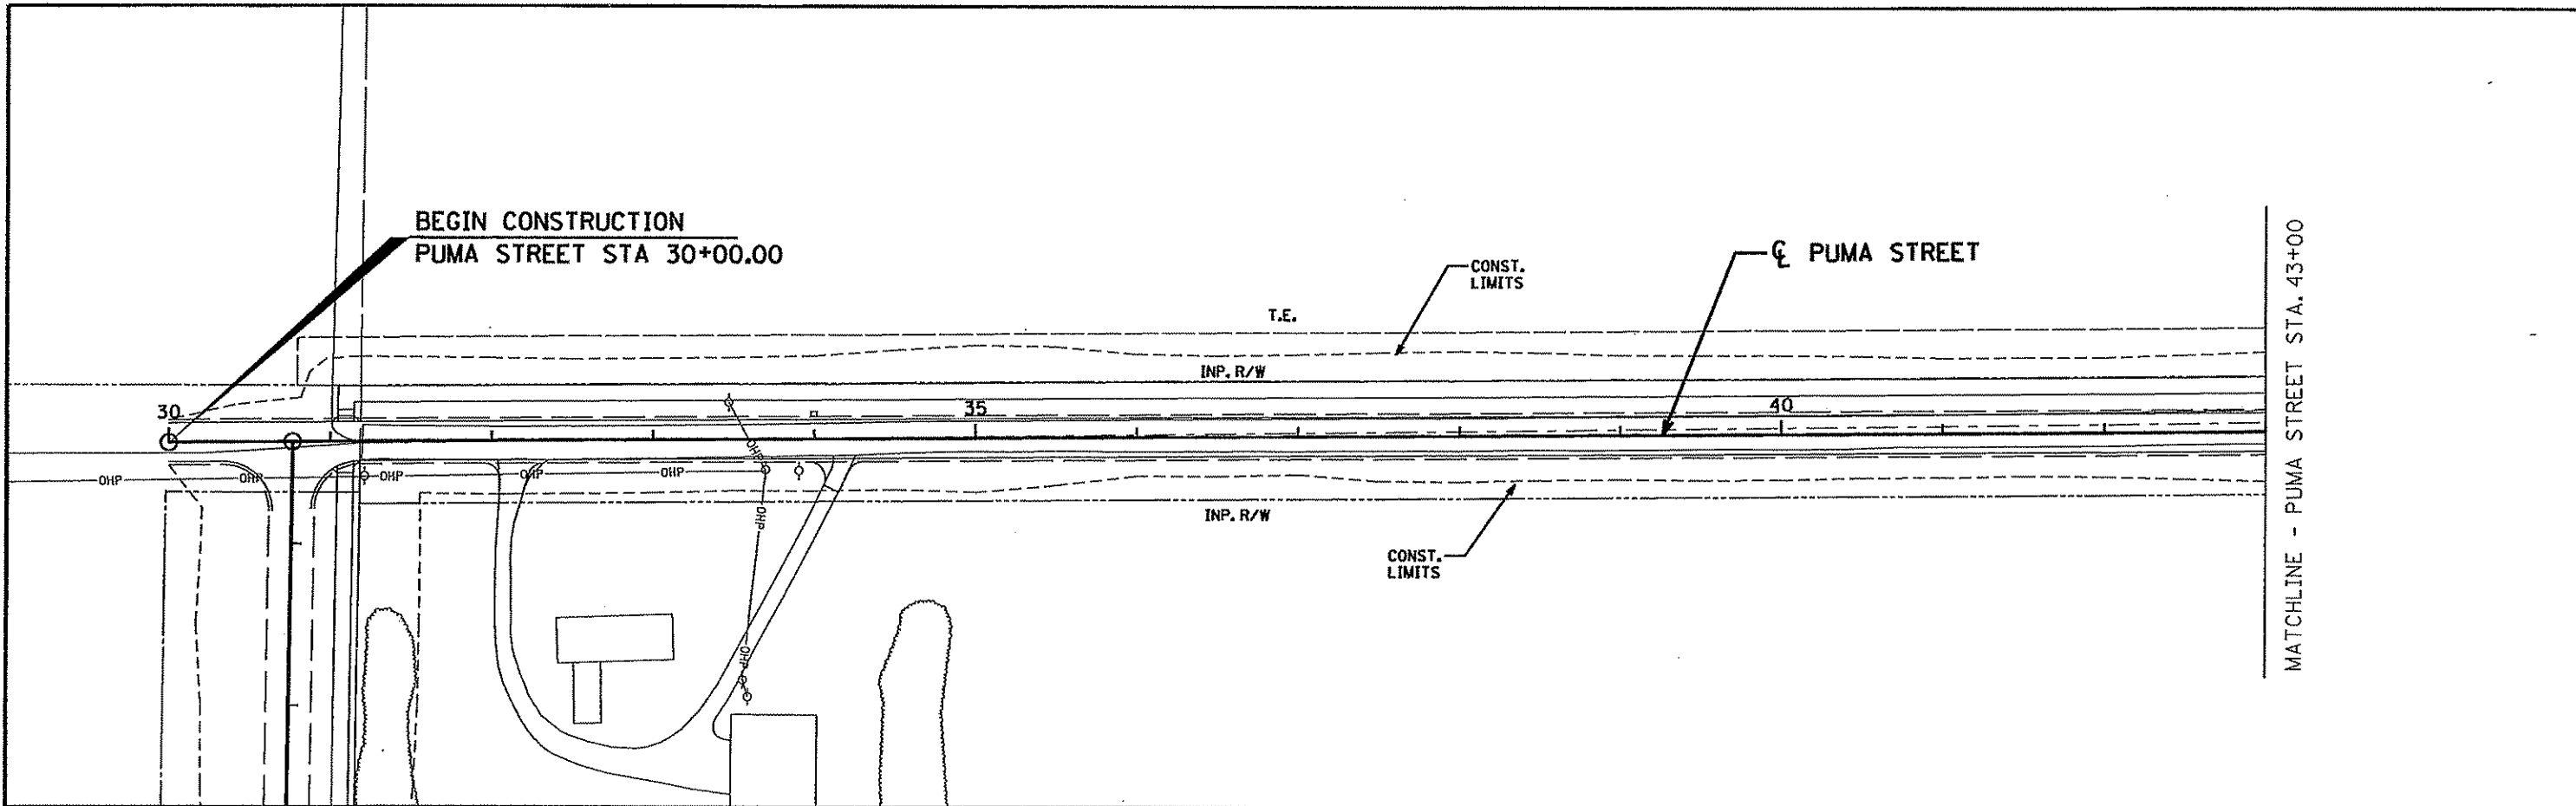 BEGIN CONSTRUCTION
PUMA STREET STA 30+00.00
℄ PUMA STREET
CONST.
LIMITS
T.E.
INP. R/W
30
35
40
OHP
OHP
OHP
OHP
OHP
OHP
OHP
OHP
INP. R/W
CONST.
LIMITS
MATCHLINE - PUMA STREET STA. 43+00